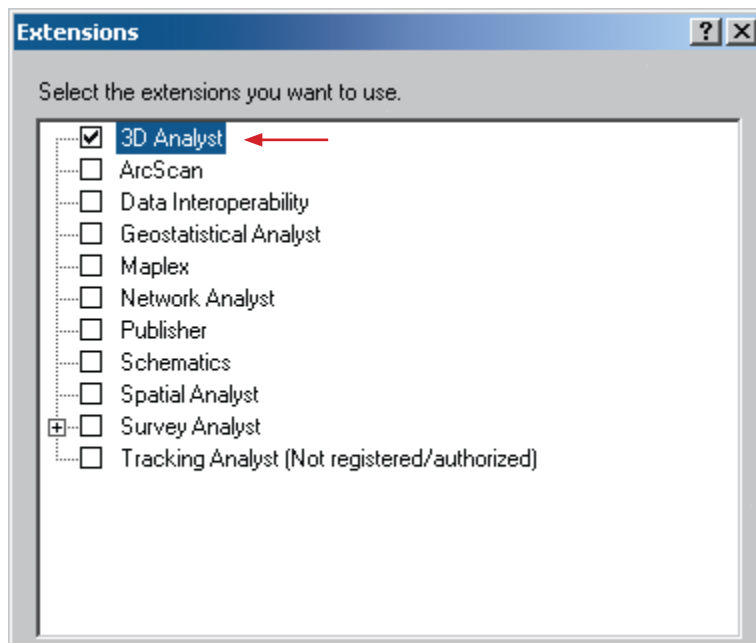 Extensions
Select the extensions you want to use.
3D Analyst
ArcScan
Data Interoperability
Geostatistical Analyst
Maplex
Network Analyst
Publisher
Schematics
Spatial Analyst
Survey Analyst
Tracking Analyst (Not registered/authorized)